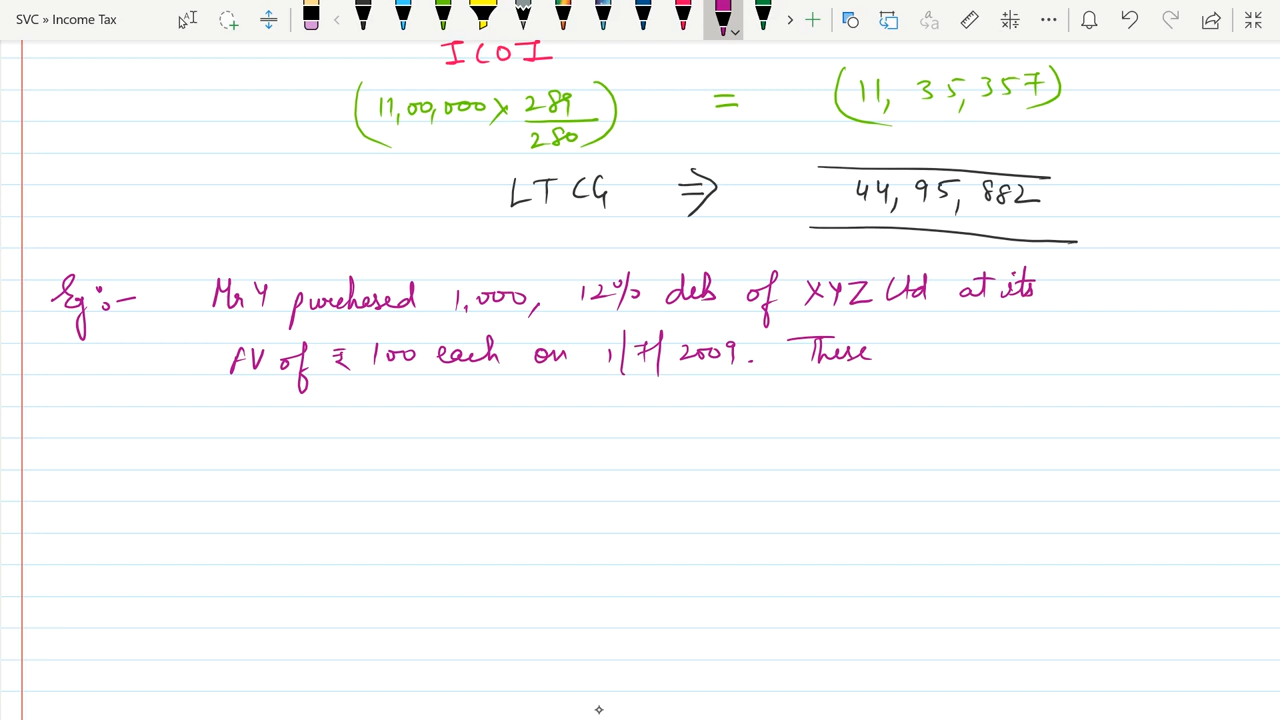 SVC » Income Tax
ICOI
(11,00,000 x 289/280) = (11, 35, 357)
LTCG ⇒ 44, 95, 882
Eg:- Mr Y purchased 1,000, 12% deb of XYZ Ltd at its
FV of ₹ 100 each on 1/7/2009. These